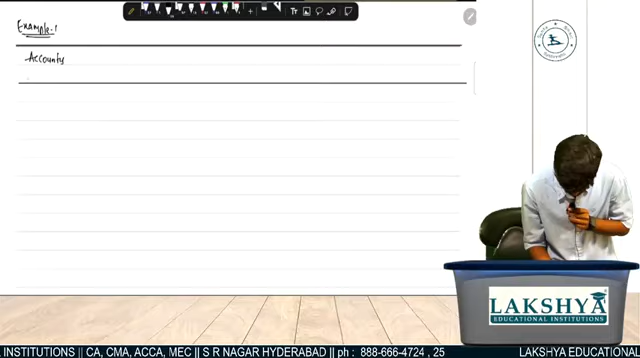 Example-1
Accounts
Tr
LAKSHYA
EDUCATIONAL INSTITUTIONS
INSTITUTIONS || CA, CMA, ACCA, MEC || S R NAGAR HYDERABAD || ph : 888-666-4724 , 25
LAKSHYA EDUCATIONAL